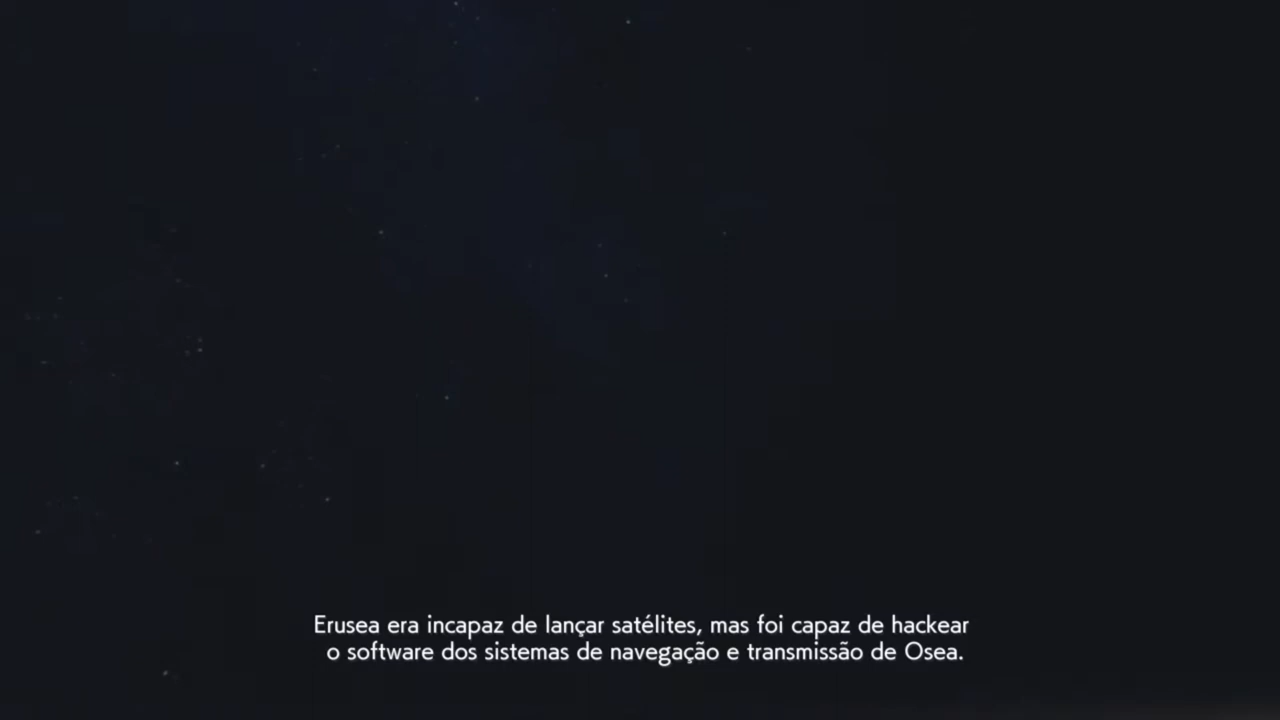 Erusea era incapaz de lançar satélites, mas foi capaz de hackear
o software dos sistemas de navegação e transmissão de Osea.